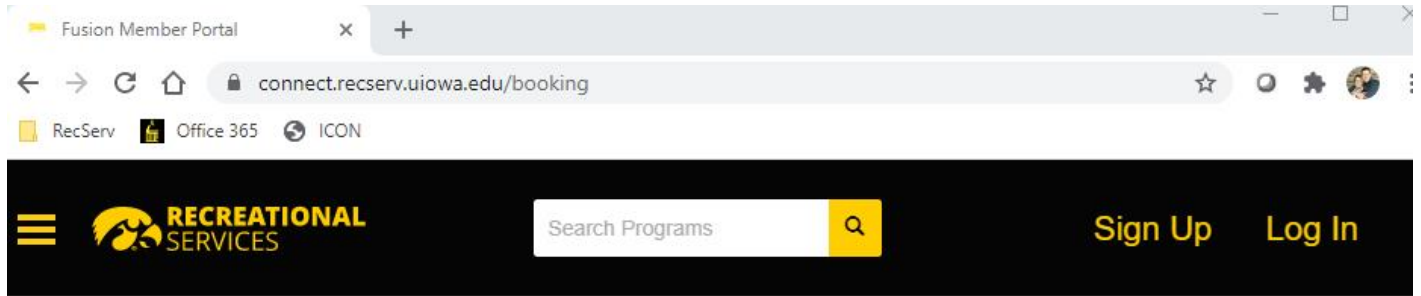 Fusion Member Portal
connect.recserv.uiowa.edu/booking
RecServ Office 365 ICON
RECREATIONAL
SERVICES
Search Programs
Sign Up Log In